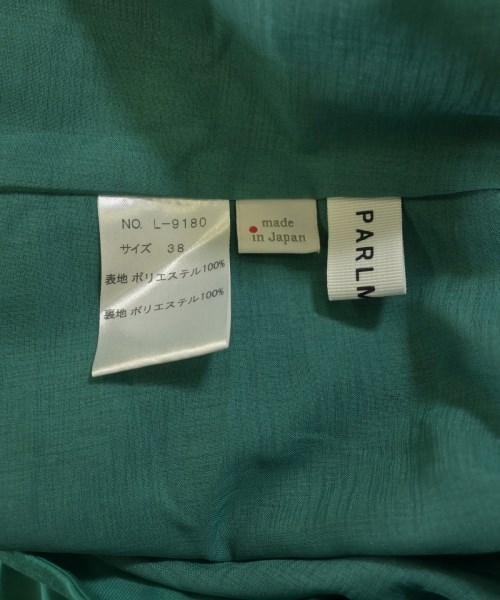 NO. L-9180
サイズ 38
表地 ポリエステル100%
裏地 ポリエステル100%
made
in Japan
PARLM